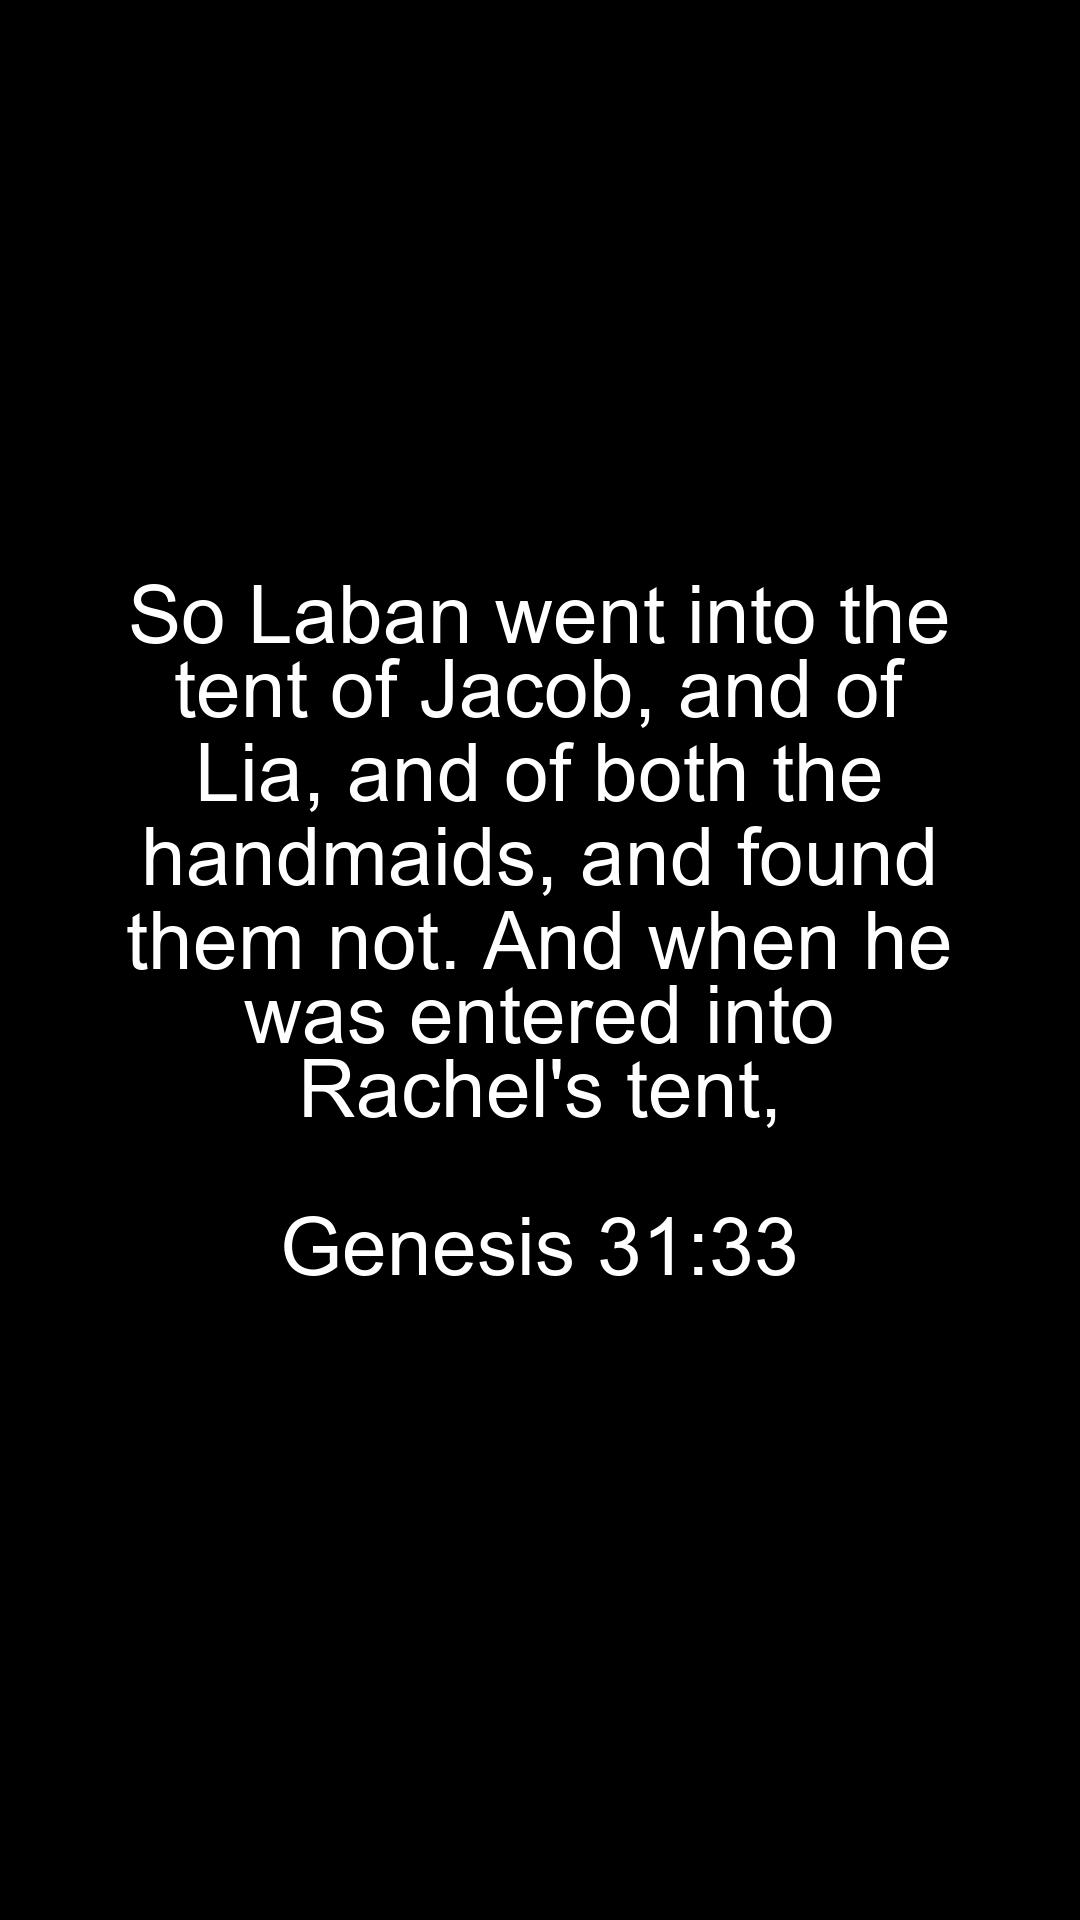 So Laban went into the
tent of Jacob, and of
Lia, and of both the
handmaids, and found
them not. And when he
was entered into
Rachel's tent,
Genesis 31:33